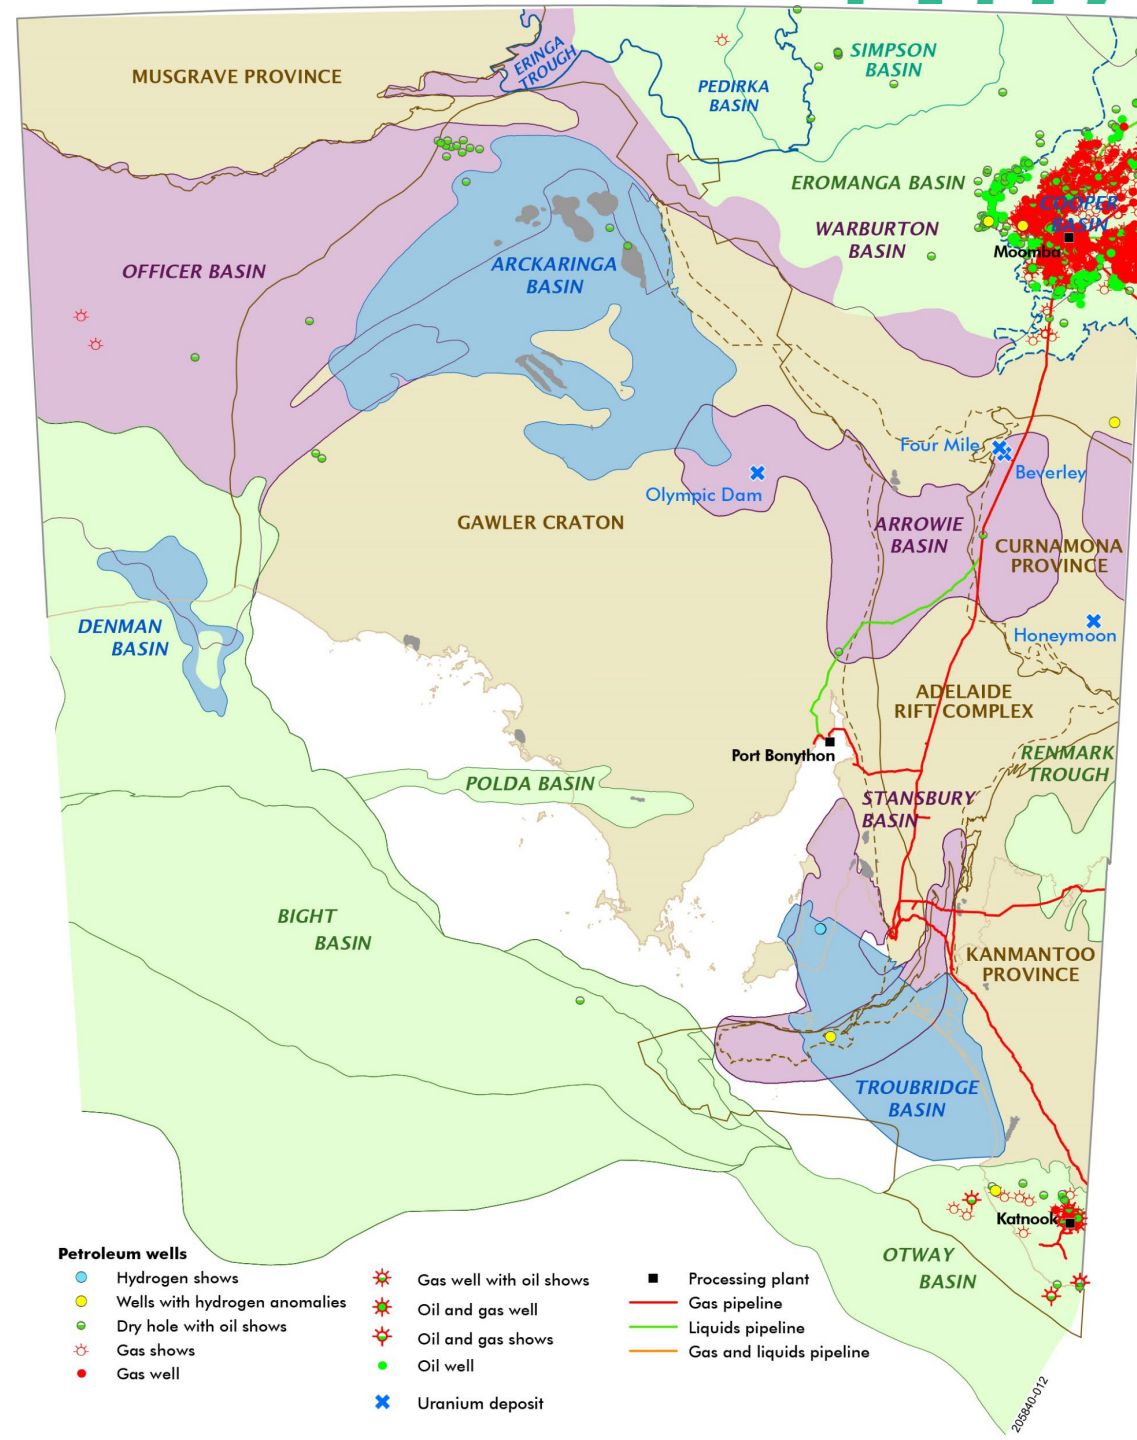 MUSGRAVE PROVINCE
ERINGA
TROUGH
PEDIRKA
BASIN
SIMPSON
BASIN
EROMANGA BASIN
COOPER
BASIN
WARBURTON
BASIN
Moomba
OFFICER BASIN
ARCKARINGA
BASIN
Four Mile
Beverley
Olympic Dam
GAWLER CRATON
ARROWIE
BASIN
CURNAMONA
PROVINCE
DENMAN
BASIN
Honeymoon
ADELAIDE
RIFT COMPLEX
Port Bonython
RENMARK
TROUGH
POLDA BASIN
STANSBURY
BASIN
BIGHT
BASIN
KANMANTOO
PROVINCE
TROUBRIDGE
BASIN
Katnook
OTWAY
BASIN
Petroleum wells
Hydrogen shows
Wells with hydrogen anomalies
Dry hole with oil shows
Gas shows
Gas well
Gas well with oil shows
Oil and gas well
Oil and gas shows
Oil well
Uranium deposit
Processing plant
Gas pipeline
Liquids pipeline
Gas and liquids pipeline
205840-012